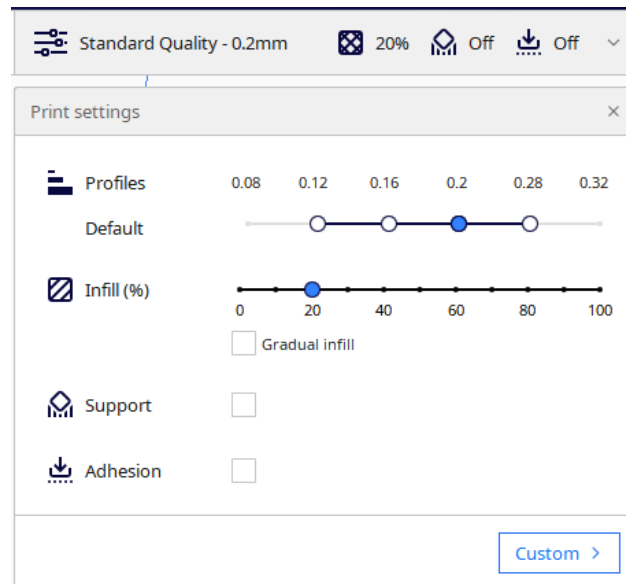 Standard Quality - 0.2mm 20% Off Off
Print settings
Profiles 0.08 0.12 0.16 0.2 0.28 0.32
Default
Infill (%)
0 20 40 60 80 100
Gradual infill
Support
Adhesion
Custom